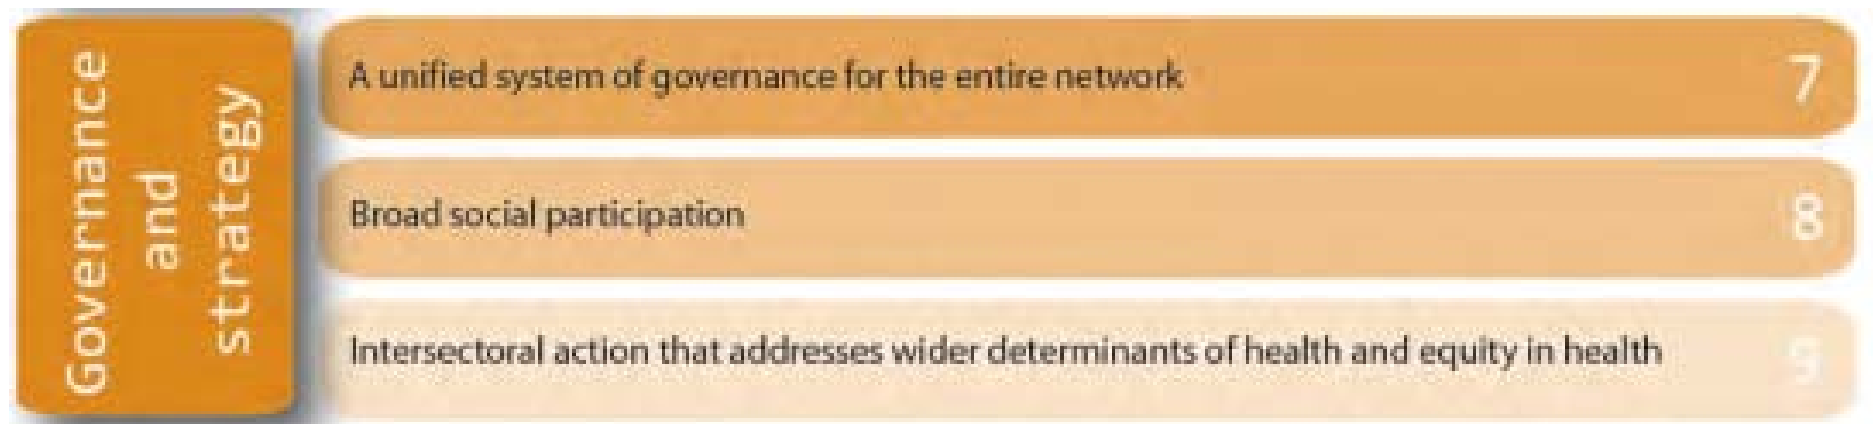 Governance
and
strategy
A unified system of governance for the entire network
7
Broad social participation
8
Intersectoral action that addresses wider determinants of health and equity in health